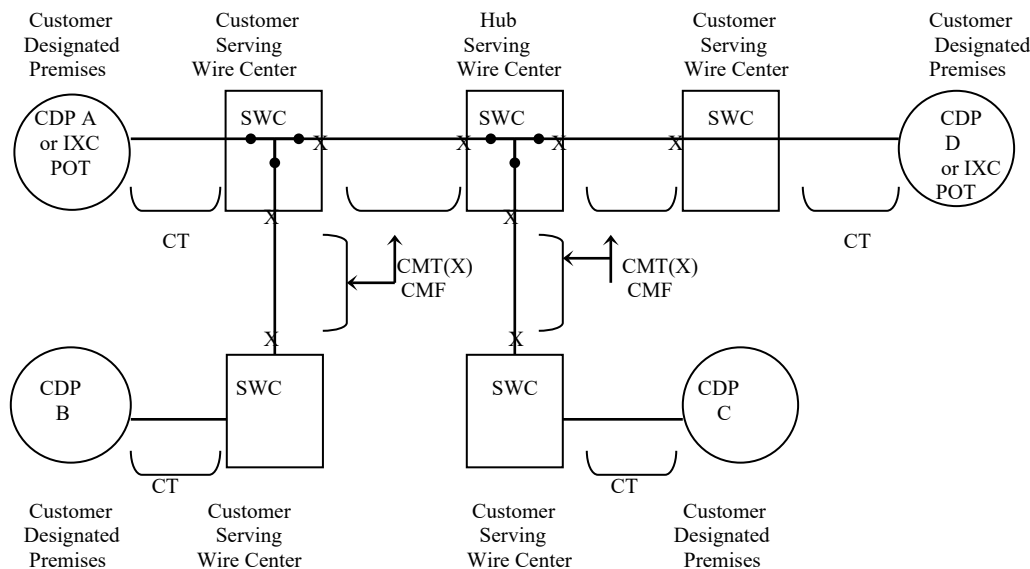 Customer
Designated
Premises
Customer
Serving
Wire Center
Hub
Serving
Wire Center
Customer
Serving
Wire Center
Customer
Designated
Premises
CDP A
or IXC
POT
SWC
X
X
SWC
X
X
SWC
CDP
D
or IXC
POT
X
X
CT
CT
CMT(X)
CMF
CMT(X)
CMF
X
X
CDP
B
SWC
SWC
CDP
C
CT
CT
Customer
Designated
Premises
Customer
Serving
Wire Center
Customer
Serving
Wire Center
Customer
Designated
Premises